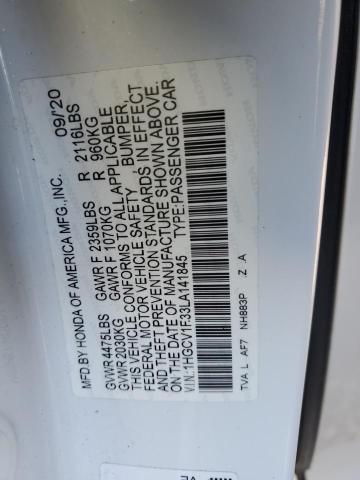 MFD.BY HONDA OF AMERICA MFG.,INC. 09/'20
GVWR4475LBS GAWR F 2359LBS R 2116LBS
GVWR2030KG GAWR F 1070KG R 960KG
THIS VEHICLE CONFORMS TO ALL APPLICABLE
FEDERAL MOTOR VEHICLE SAFETY , BUMPER,
AND THEFT PREVENTION STANDARDS IN EFFECT
ON THE DATE OF MANUFACTURE SHOWN ABOVE.
VIN:1HGCV1F33LA141845 TYPE:PASSENGER CAR
TVA L AF7 NH883P Z .A